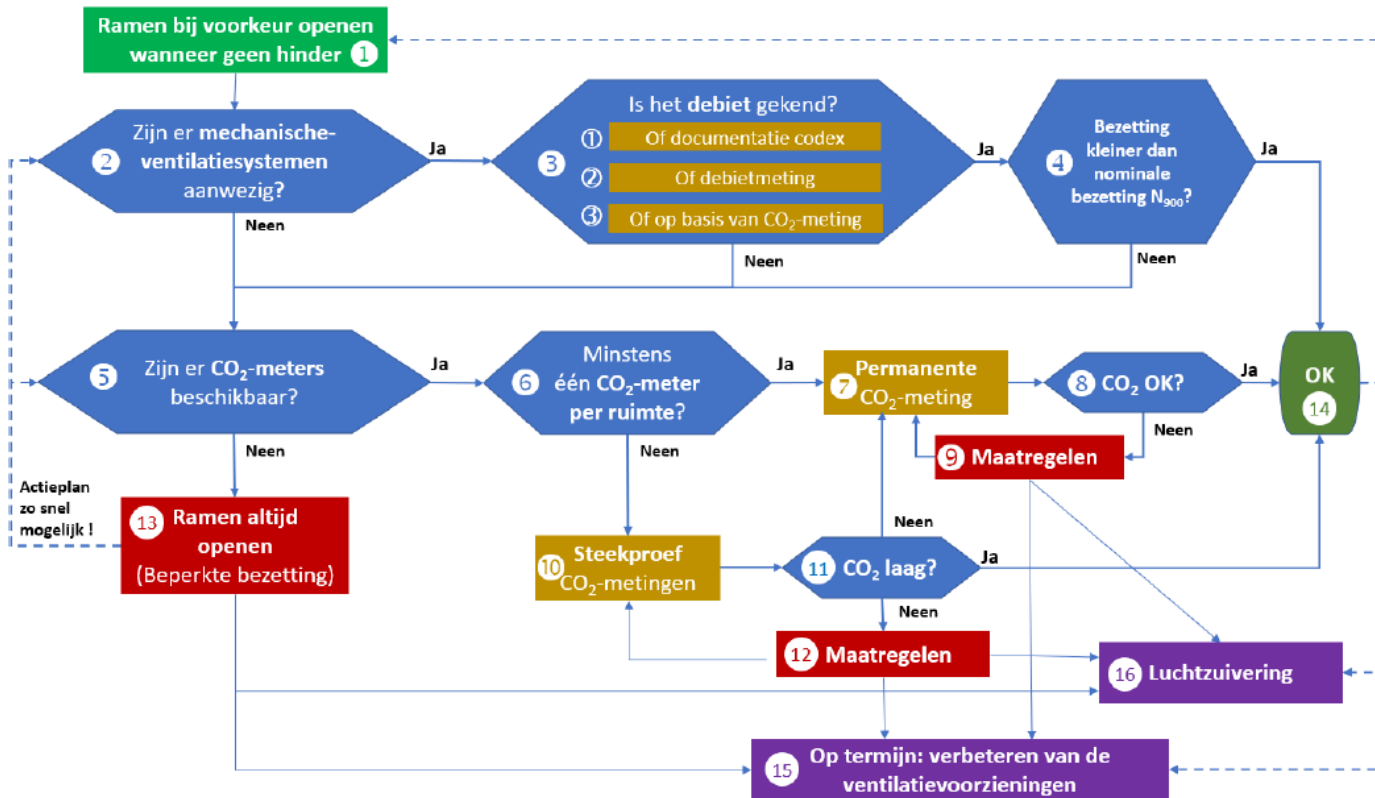 Ramen bij voorkeur openen
wanneer geen hinder 1
Zijn er mechanische-
2 ventilatiesystemen
aanwezig?
Ja
Neen
Is het debiet gekend?
① Of documentatie codex
3
② Of debietmeting
③ Of op basis van CO₂-meting
Ja
Neen
Bezetting
kleiner dan
4 nominale
bezetting N₉₀₀?
Ja
Neen
5 Zijn er CO₂-meters
beschikbaar?
Ja
Neen
Minstens
6 één CO₂-meter
per ruimte?
Ja
Neen
Permanente
7 CO₂-meting
8 CO₂ OK?
Ja
Neen
OK
14
9 Maatregelen
Actieplan
zo snel
mogelijk !
13 Ramen altijd
openen
(Beperkte bezetting)
Steekproef
10 CO₂-metingen
Neen
11 CO₂ laag?
Ja
Neen
12 Maatregelen
16 Luchtzuivering
15 Op termijn: verbeteren van de
ventilatievoorzieningen